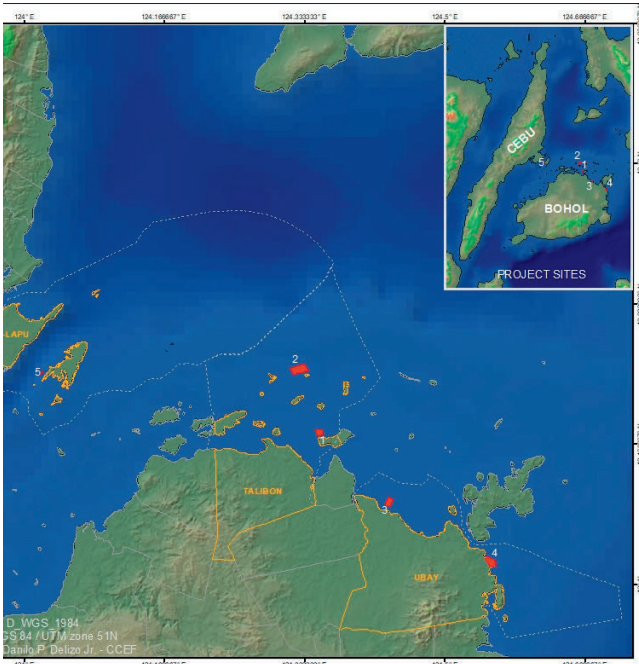 124° E 124.166667° E 124.333333° E 124.5° E 124.666667° E
CEBU
2
1
5
4
3
BOHOL
PROJECT SITES
-LAPU
5
2
1
TALIBON
3
4
UBAY
D_WGS_1984
GS 84 / UTM zone 51N
Danilo P. Delizo Jr. - CCEF